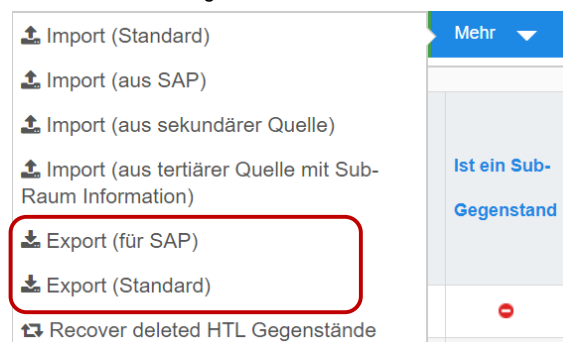 Import (Standard)
Mehr
Import (aus SAP)
Import (aus sekundärer Quelle)
Import (aus tertiärer Quelle mit Sub-
Raum Information)
Ist ein Sub-
Gegenstand
Export (für SAP)
Export (Standard)
Recover deleted HTL Gegenstände